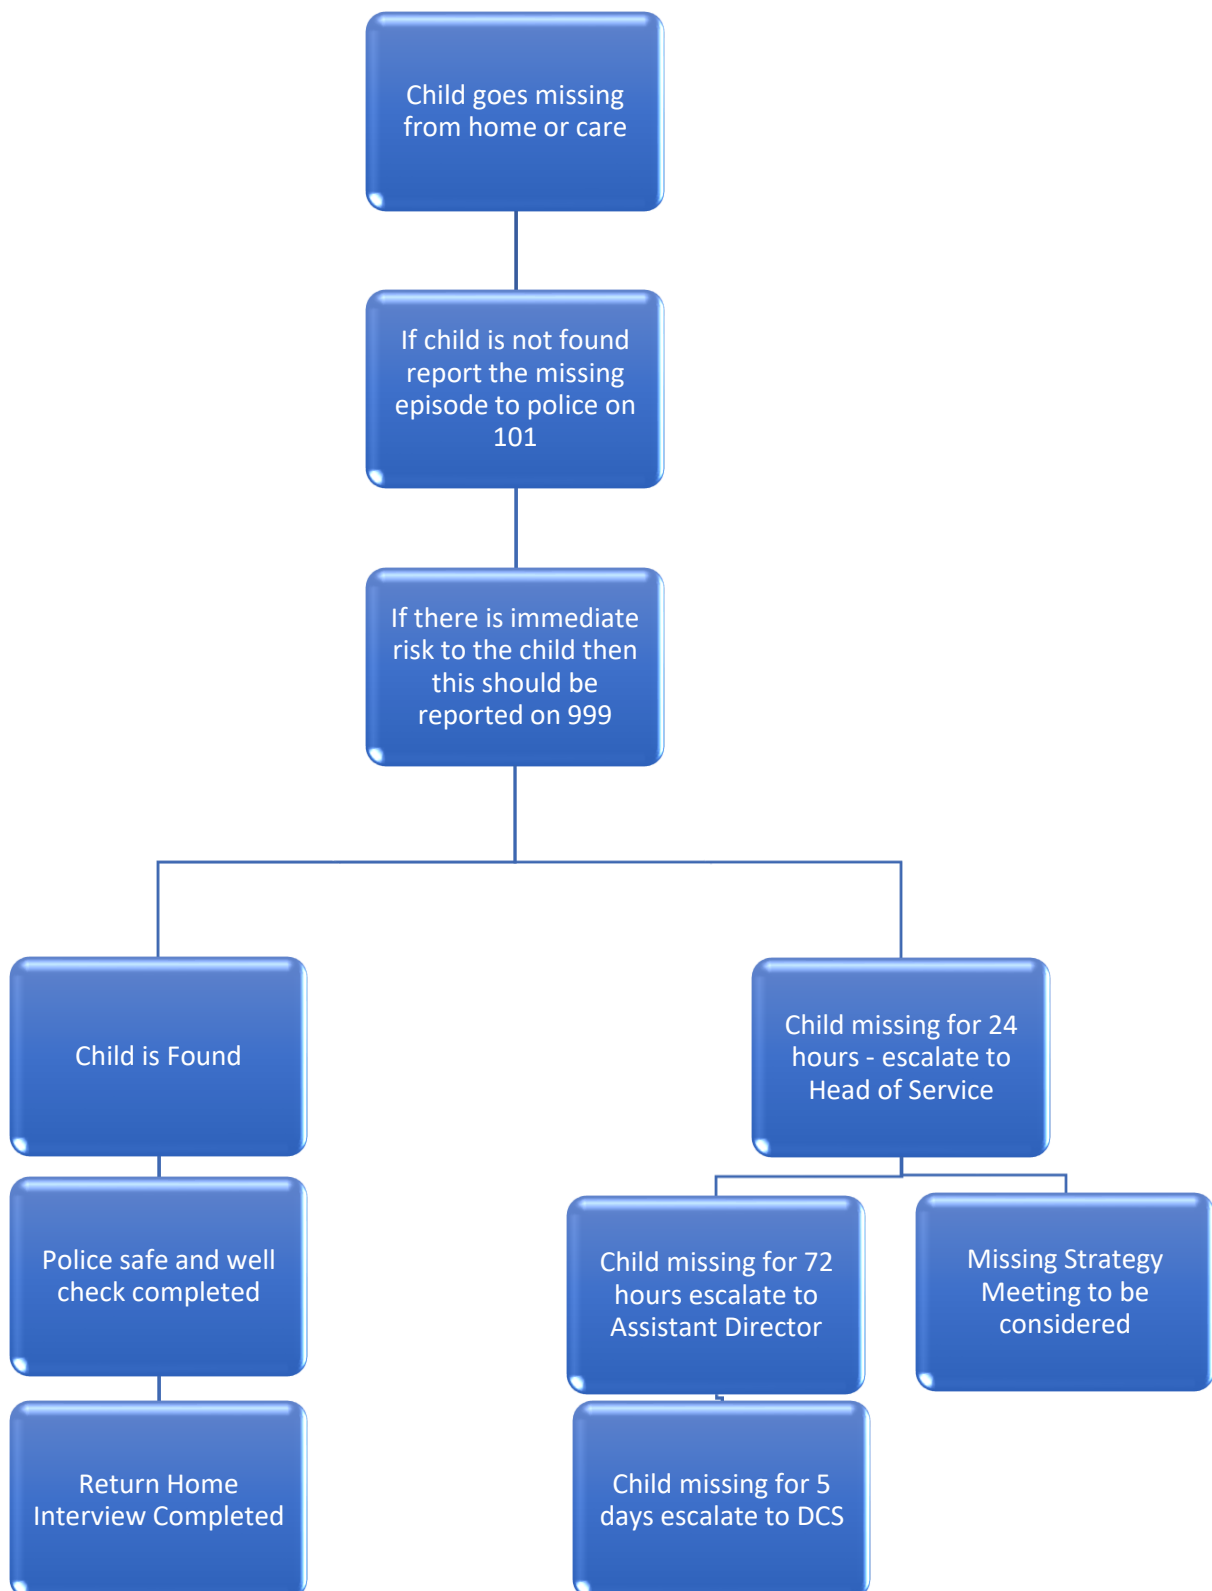 Child goes missing
from home or care
If child is not found
report the missing
episode to police on
101
If there is immediate
risk to the child then
this should be
reported on 999
Child is Found
Police safe and well
check completed
Return Home
Interview Completed
Child missing for 24
hours - escalate to
Head of Service
Child missing for 72
hours escalate to
Assistant Director
Missing Strategy
Meeting to be
considered
Child missing for 5
days escalate to DCS